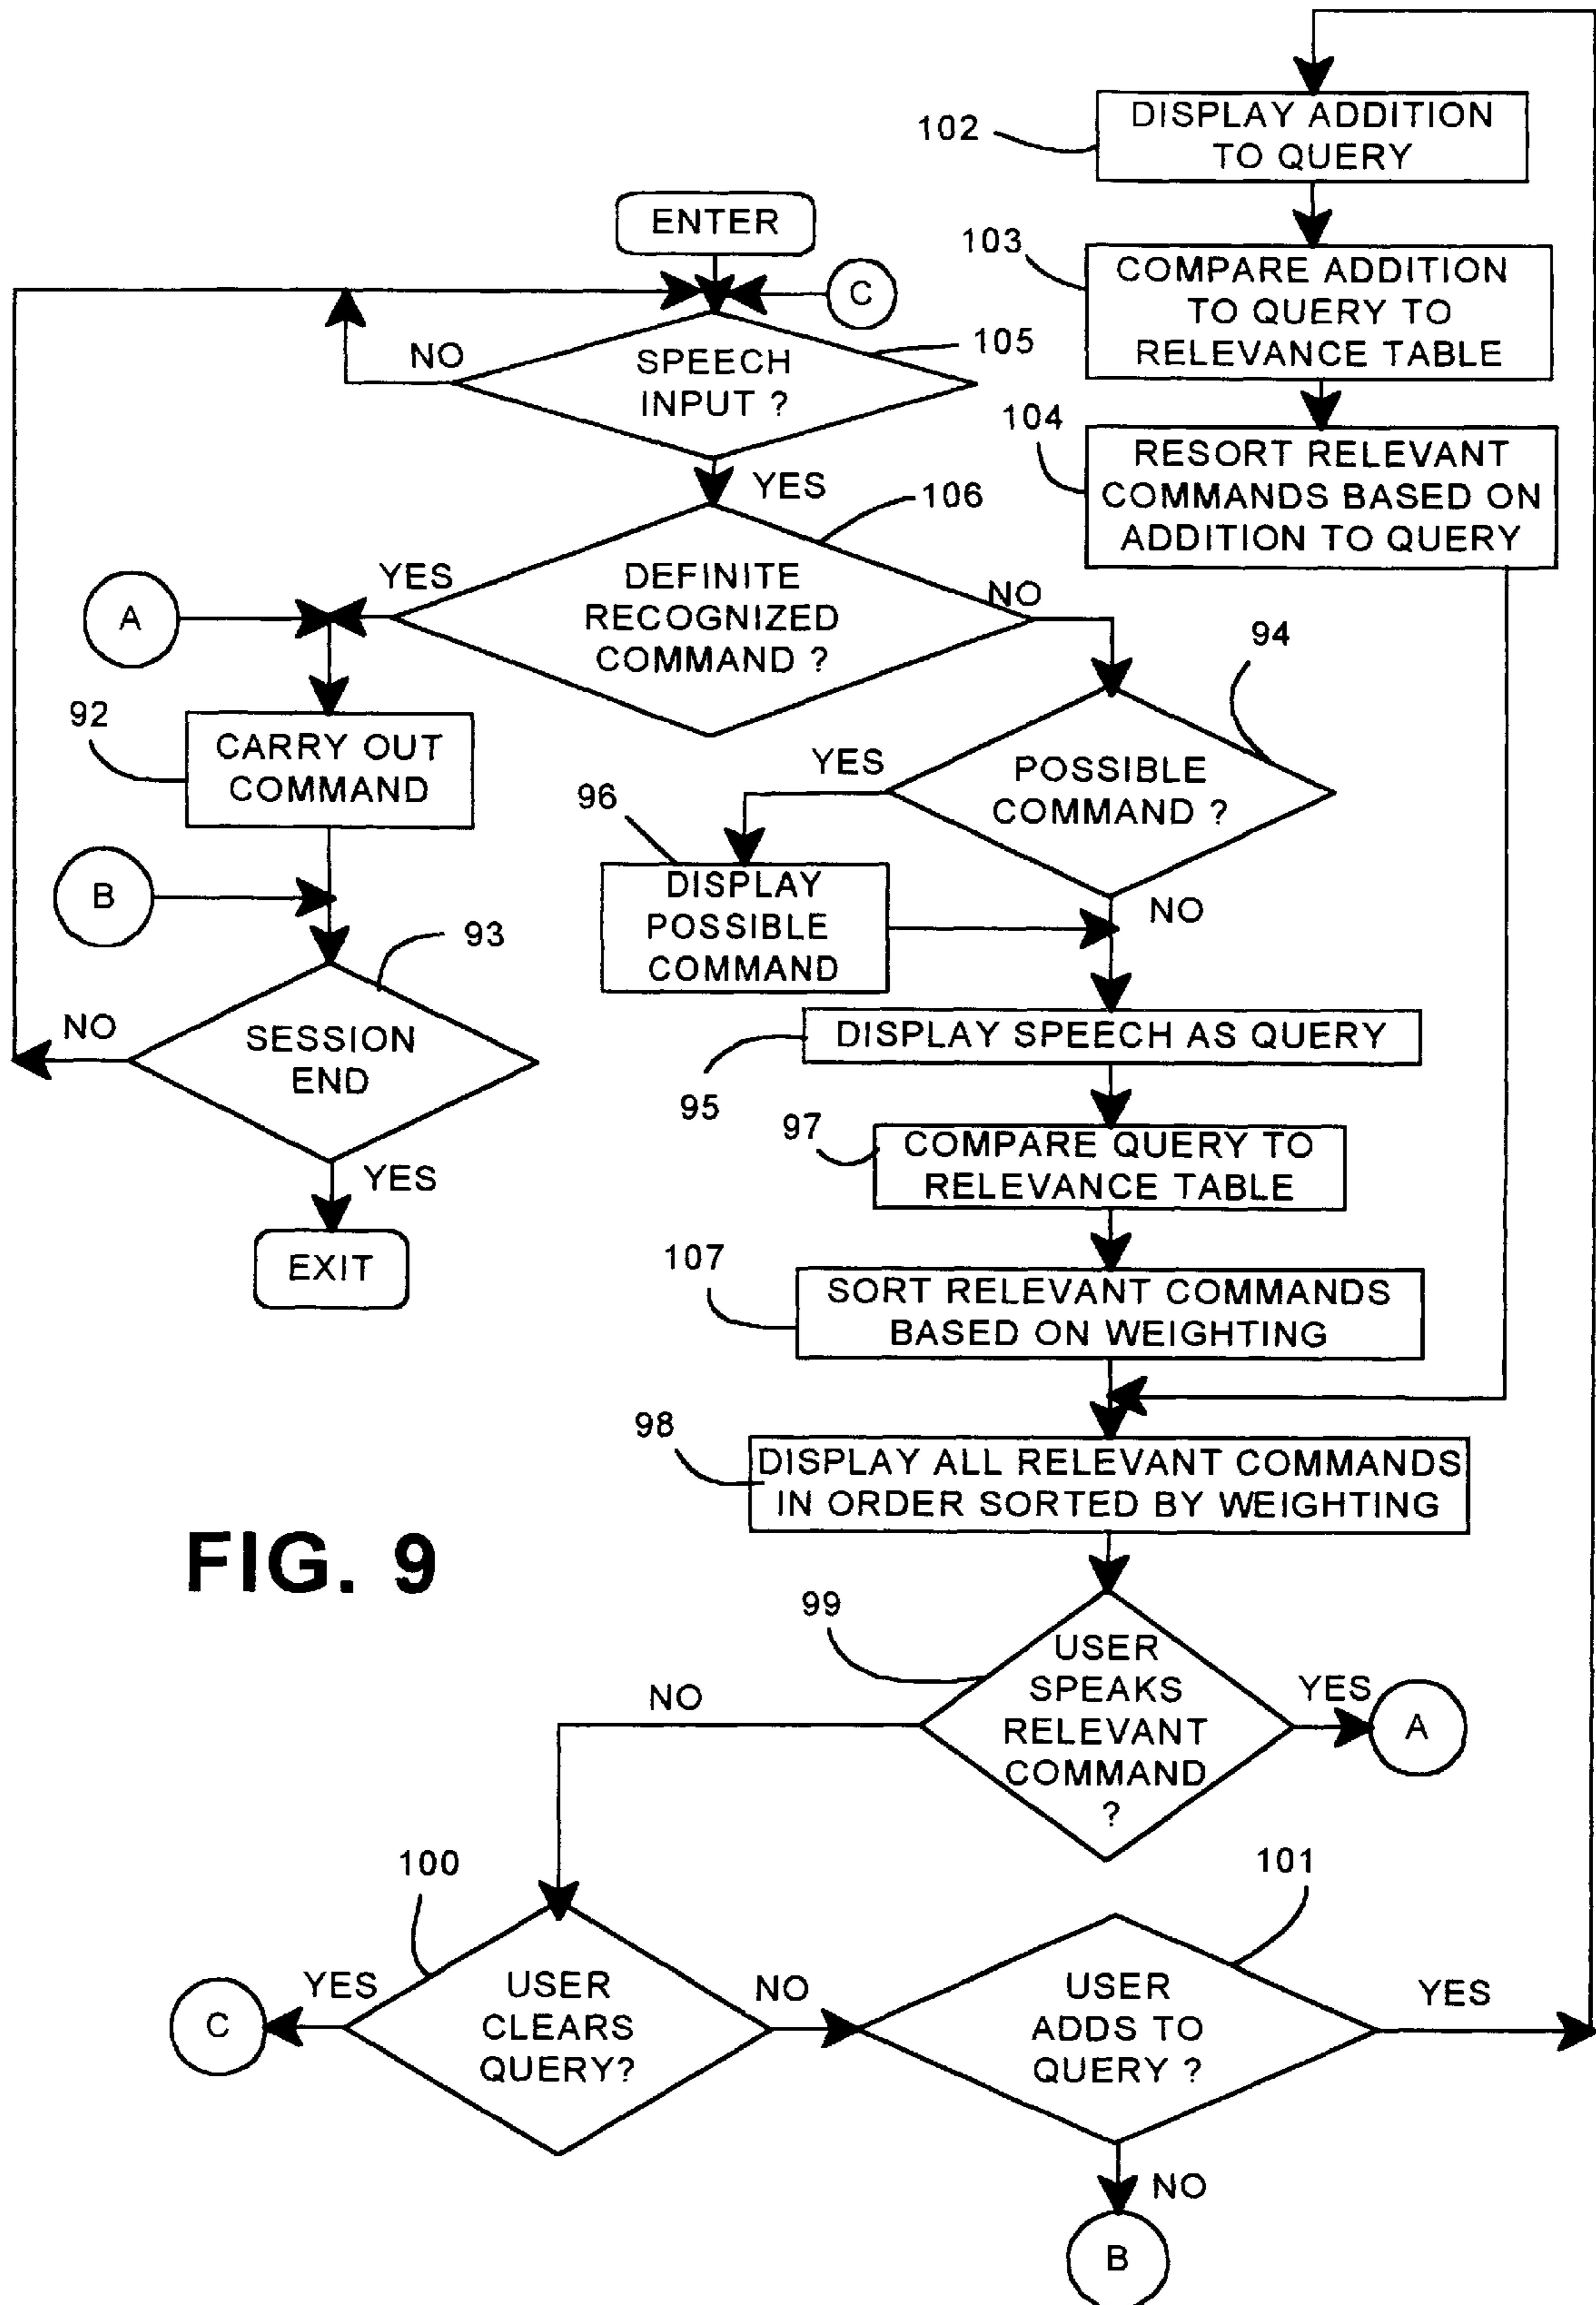 102
DISPLAY ADDITION
TO QUERY
ENTER
103
COMPARE ADDITION
TO QUERY TO
RELEVANCE TABLE
C
105
NO
SPEECH
INPUT ?
YES
104
RESORT RELEVANT
COMMANDS BASED ON
ADDITION TO QUERY
106
YES
DEFINITE
RECOGNIZED
COMMAND ?
NO
A
94
92
CARRY OUT
COMMAND
YES
POSSIBLE
COMMAND ?
NO
96
DISPLAY
POSSIBLE
COMMAND
B
93
NO
SESSION
END
YES
EXIT
DISPLAY SPEECH AS QUERY
95
97
COMPARE QUERY TO
RELEVANCE TABLE
107
SORT RELEVANT COMMANDS
BASED ON WEIGHTING
98
DISPLAY ALL RELEVANT COMMANDS
IN ORDER SORTED BY WEIGHTING
FIG. 9
99
USER
SPEAKS
RELEVANT
COMMAND
?
YES
A
NO
100
YES
C
USER
CLEARS
QUERY?
NO
101
USER
ADDS TO
QUERY ?
YES
NO
B